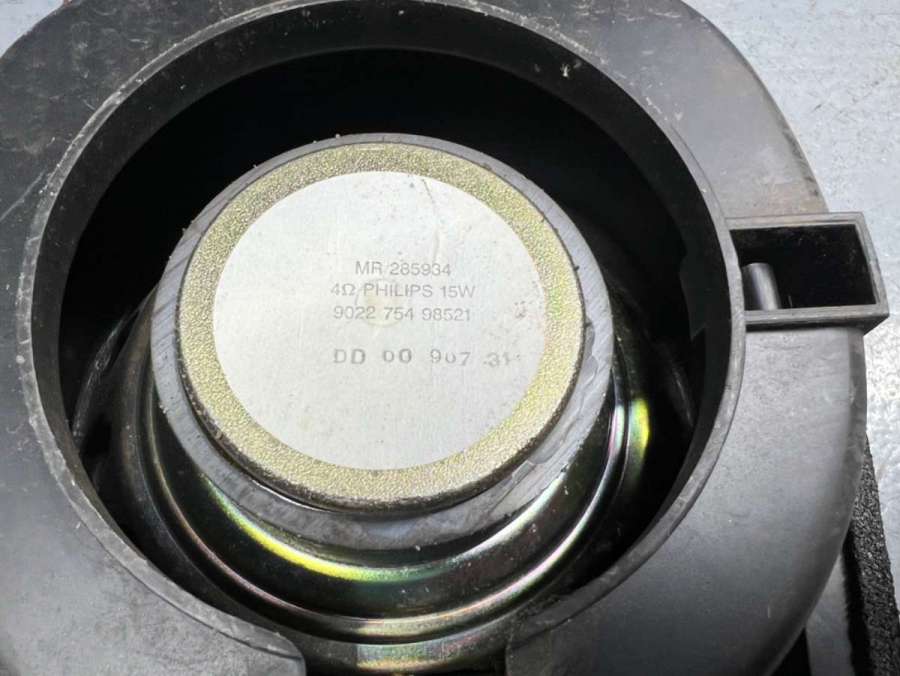 MR 285934
4Ω PHILIPS 15W
9022 754 98521
DD 00 907 31